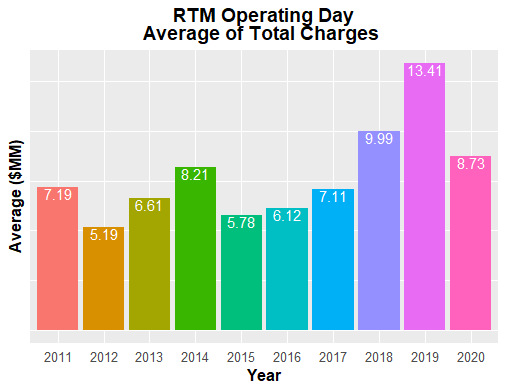 RTM Operating Day
Average of Total Charges
Average ($MM)
7.19
5.19
6.61
8.21
5.78
6.12
7.11
9.99
13.41
8.73
2011 2012 2013 2014 2015 2016 2017 2018 2019 2020
Year